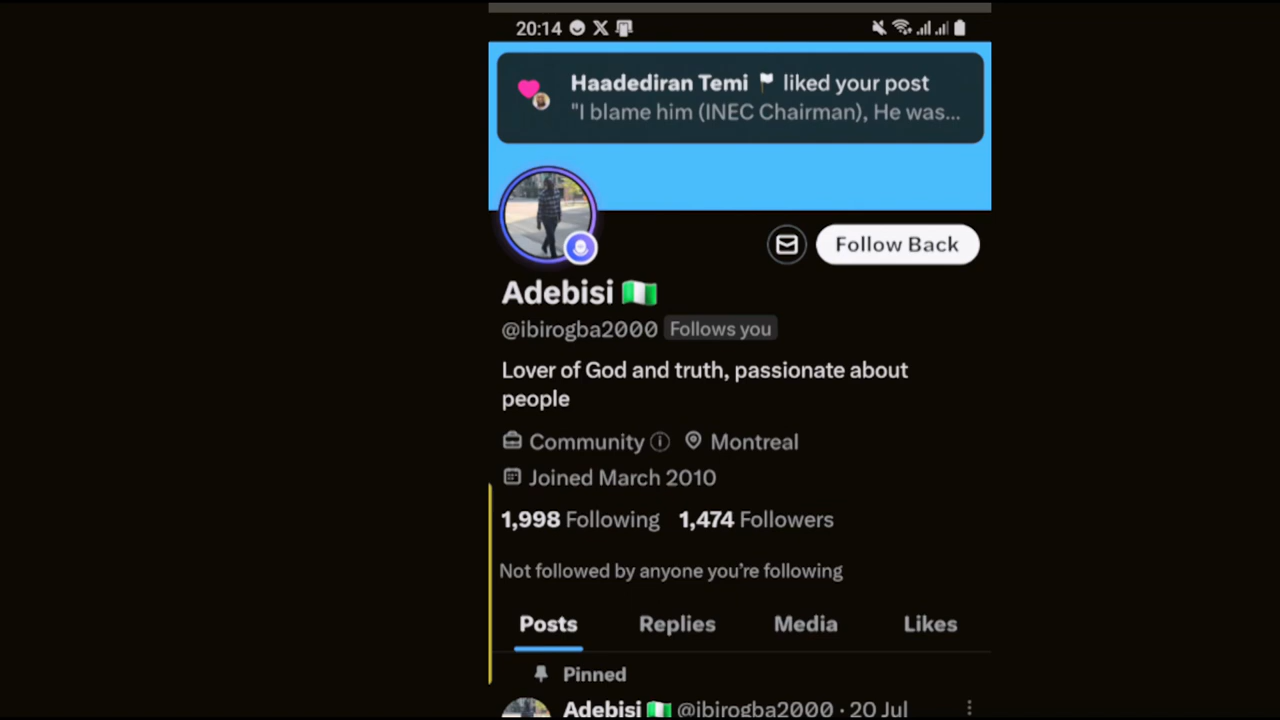 20:14
Haadediran Temi 🏳 liked your post
"I blame him (INEC Chairman), He was...
Follow Back
Adebisi 🇳🇬
@ibirogba2000 Follows you
Lover of God and truth, passionate about
people
Community Montreal
Joined March 2010
1,998 Following 1,474 Followers
Not followed by anyone you're following
Posts Replies Media Likes
Pinned
Adebisi 🇳🇬 @ibirogba2000 · 20 Jul